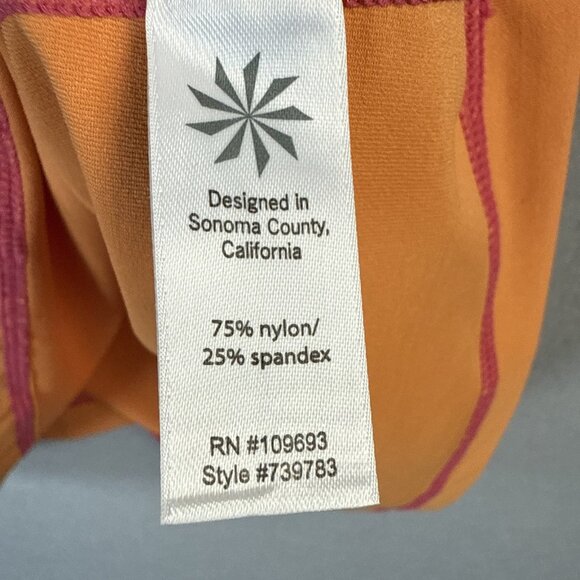 Designed in
Sonoma County,
California
75% nylon/
25% spandex
RN #109693
Style #739783